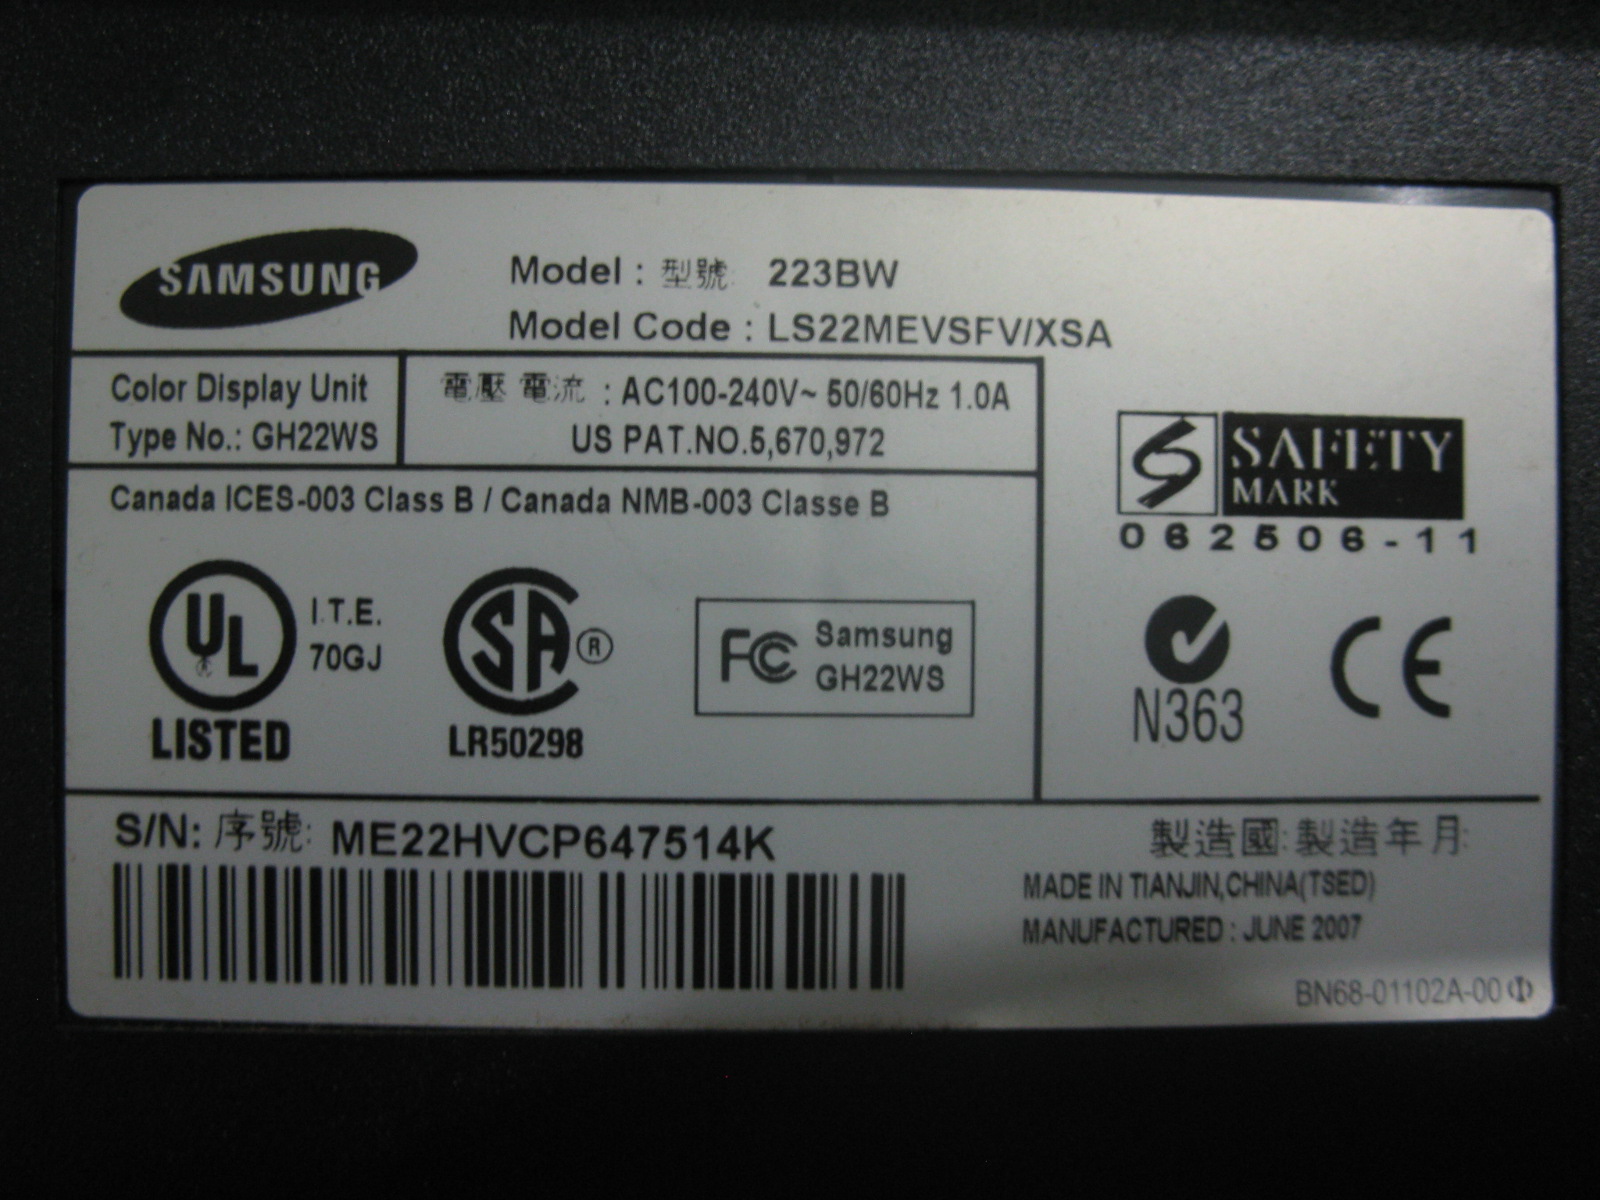 SAMSUNG
Model : 型號: 223BW
Model Code : LS22MEVSFV/XSA
Color Display Unit
Type No.: GH22WS
電壓 電流 : AC100-240V~ 50/60Hz 1.0A
US PAT.NO.5,670,972
Canada ICES-003 Class B / Canada NMB-003 Classe B
SAFETY
MARK
062506-11
UL ®
I.T.E.
70GJ
LISTED
SA ®
LR50298
FC
Samsung
GH22WS
N363
CE
S/N: 序號: ME22HVCP647514K
製造國: 製造年月:
MADE IN TIANJIN,CHINA(TSED)
MANUFACTURED : JUNE 2007
BN68-01102A-00